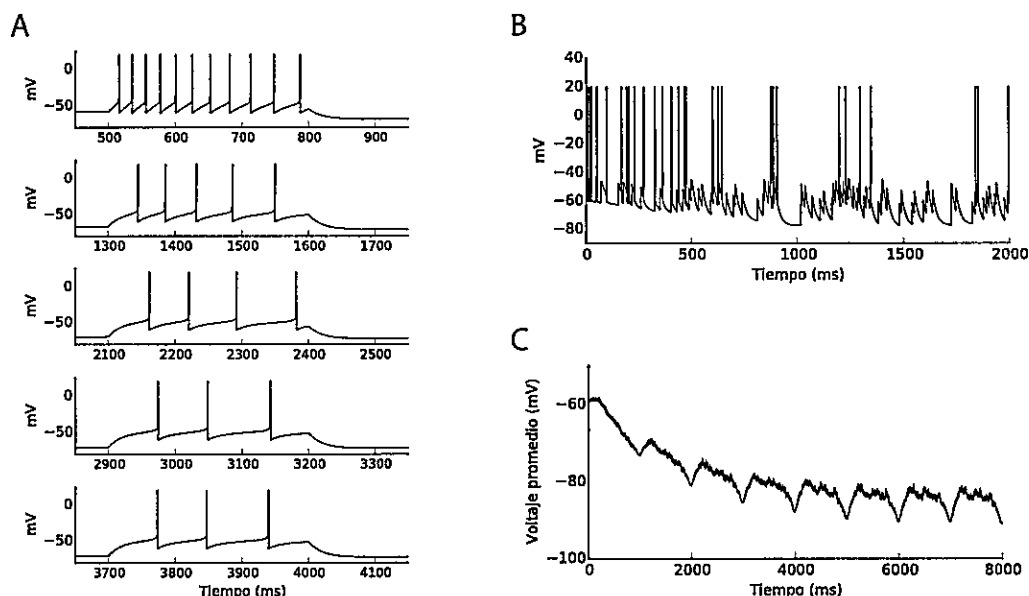 A
mV
0
−50
500 600 700 800 900
mV
0
−50
1300 1400 1500 1600 1700
mV
0
−50
2100 2200 2300 2400 2500
mV
0
−50
2900 3000 3100 3200 3300
mV
0
−50
3700 3800 3900 4000 4100
Tiempo (ms)
B
mV
40
20
0
−20
−40
−60
−80
0 500 1000 1500 2000
Tiempo (ms)
C
Voltaje promedio (mV)
−60
−80
−100
0 2000 4000 6000 8000
Tiempo (ms)